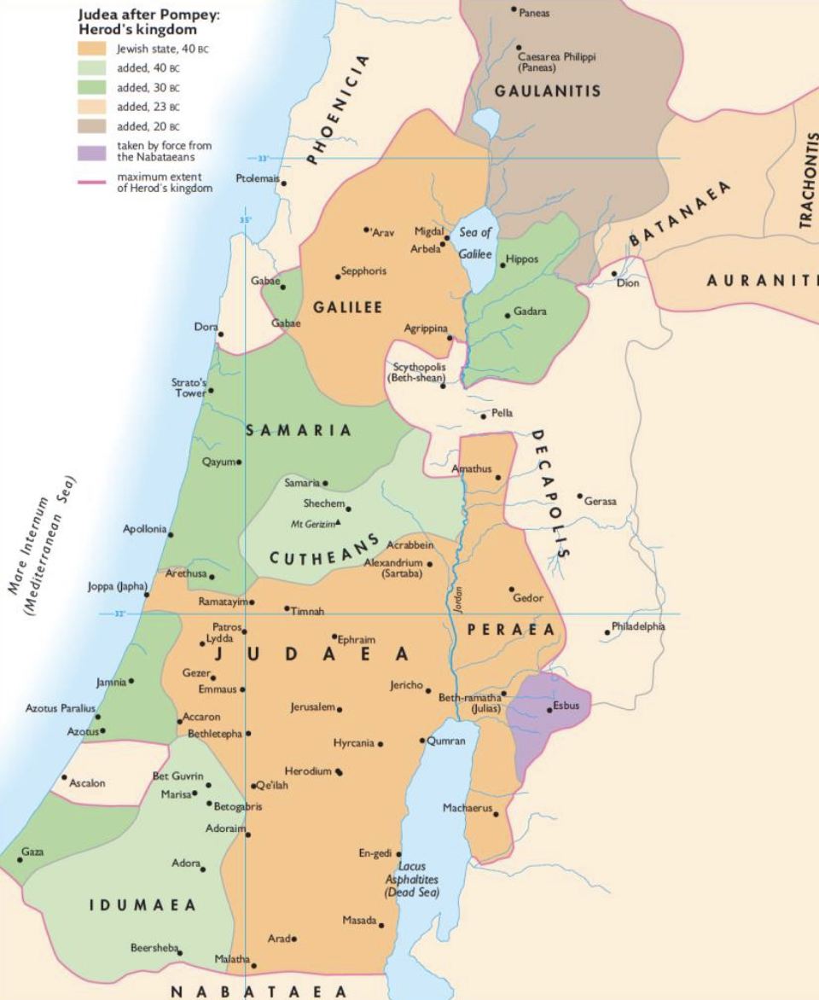 Judea after Pompey:
Herod's kingdom
Jewish state, 40 BC
added, 40 BC
added, 30 BC
added, 23 BC
added, 20 BC
taken by force from
the Nabataeans
maximum extent
of Herod's kingdom
Paneas
Caesarea Philippi
(Paneas)
GAULANITIS
PHOENICIA
33°
Ptolemais
35°
TRACHONTIS
BATANAEA
'Arav
Migdal
Arbela
Sea of
Galilee
Hippos
Sepphoris
Gabae
Dion
AURANITI
GALILEE
Gadara
Gabae
Dora
Agrippina
Scythopolis
(Beth-shean)
Strato's
Tower
Pella
SAMARIA
DECAPOLIS
Qayum
Amathus
Samaria
Shechem
Gerasa
Mt Gerizim
Mare Internum
(Mediterranean Sea)
Apollonia
CUTHEANS
Acrabbein
Alexandrium
(Sartaba)
Arethusa
Joppa (Japha)
Ramatayim
Timnah
Jordan
Gedor
32°
Patros
Lydda
Ephraim
PERAEA
Philadelphia
JUDAEA
Gezer
Jamnia
Emmaus
Jericho
Beth-ramatha
(Julias)
Esbus
Azotus Paralius
Jerusalem
Accaron
Azotus
Bethletepha
Hyrcania
Qumran
Ascalon
Bet Guvrin
Herodium
Marisa
Qe'ilah
Betogabris
Machaerus
Adoraim
Gaza
Adora
En-gedi
Lacus
Asphaltites
(Dead Sea)
IDUMAEA
Masada
Arad
Beersheba
Malatha
NABATAEA